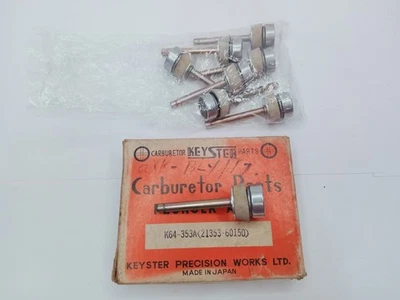 CARBURETOR KEYSTER PARTS
Carburetor Parts
K64-353A(21353-60150)
KEYSTER PRECISION WORKS LTD.
MADE IN JAPAN